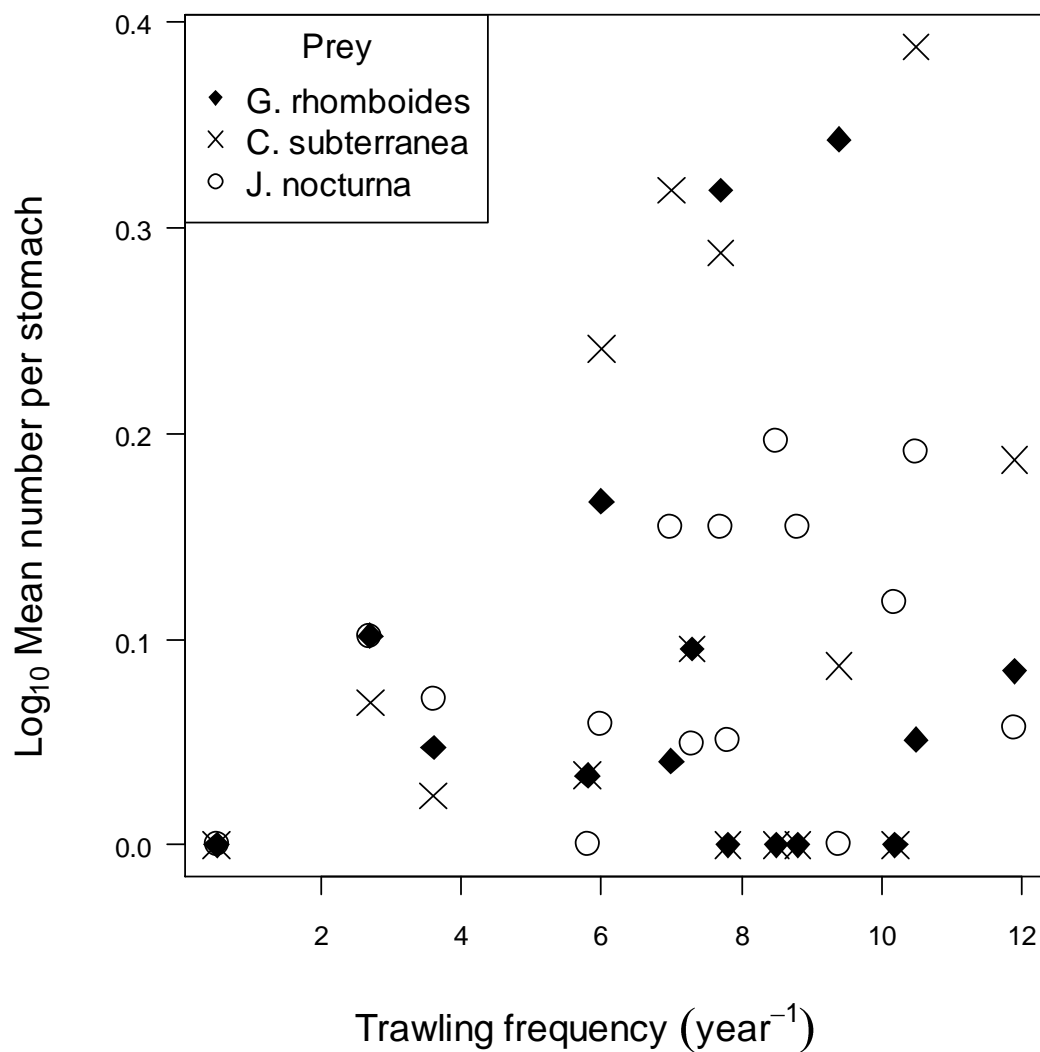 0.4
0.3
0.2
0.1
0.0
Log10 Mean number per stomach
Prey
G. rhomboides
C. subterranea
J. nocturna
2 4 6 8 10 12
Trawling frequency (year−1)